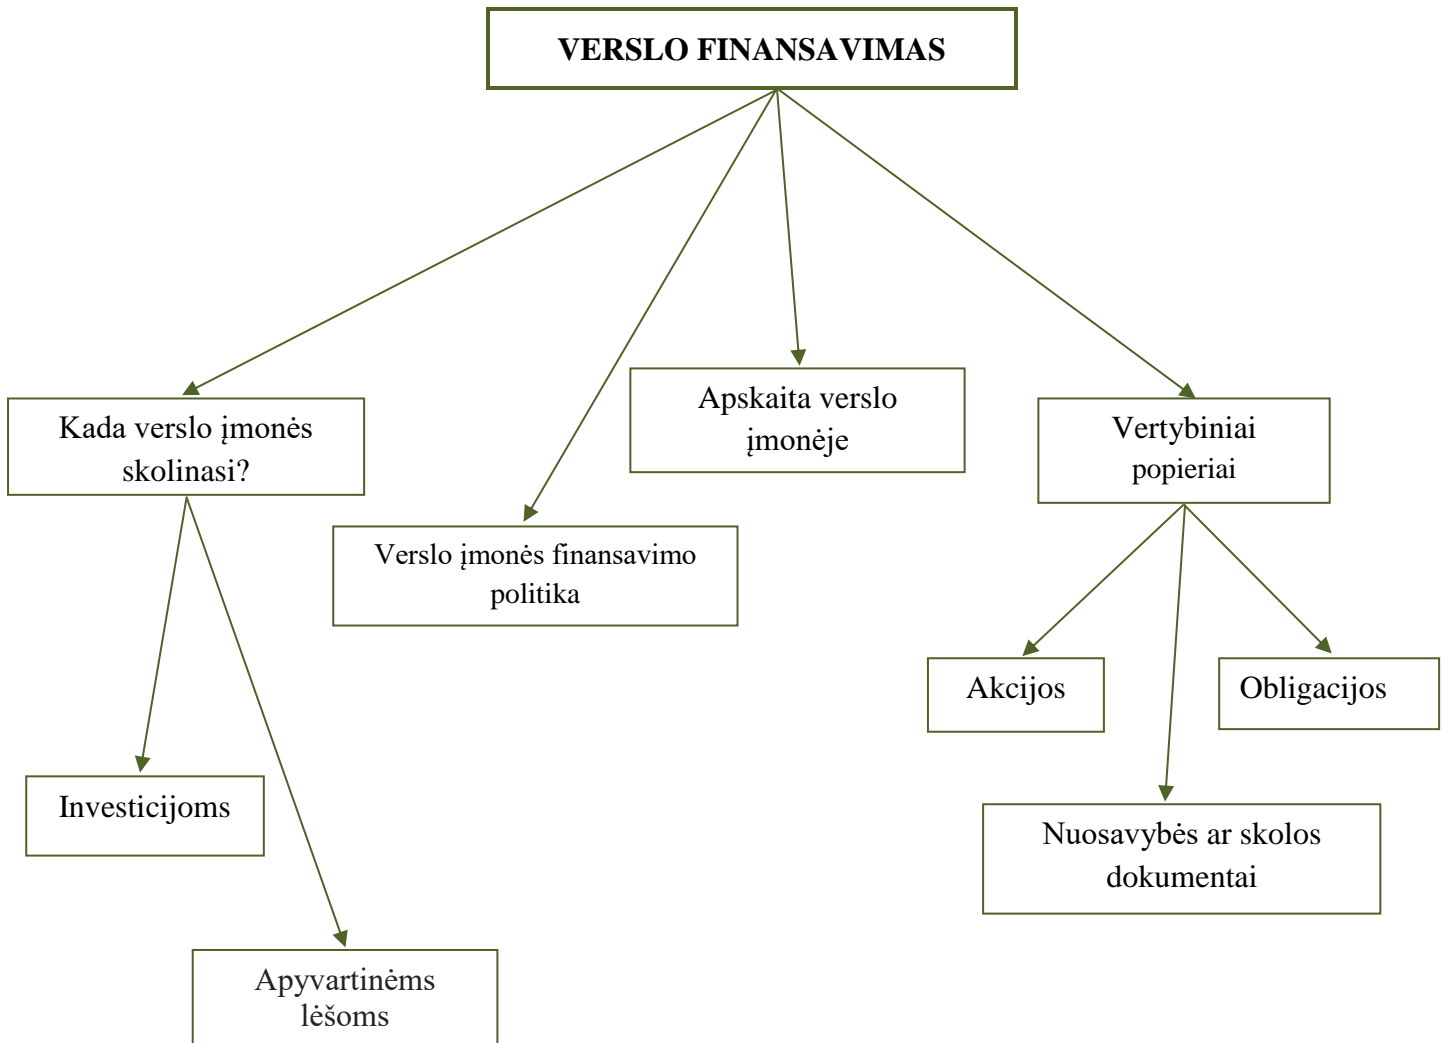 VERSLO FINANSAVIMAS
Kada verslo įmonės
skolinasi?
Verslo įmonės finansavimo
politika
Apskaita verslo
įmonėje
Vertybiniai
popieriai
Investicijoms
Apyvartinėms
lėšoms
Akcijos
Obligacijos
Nuosavybės ar skolos
dokumentai